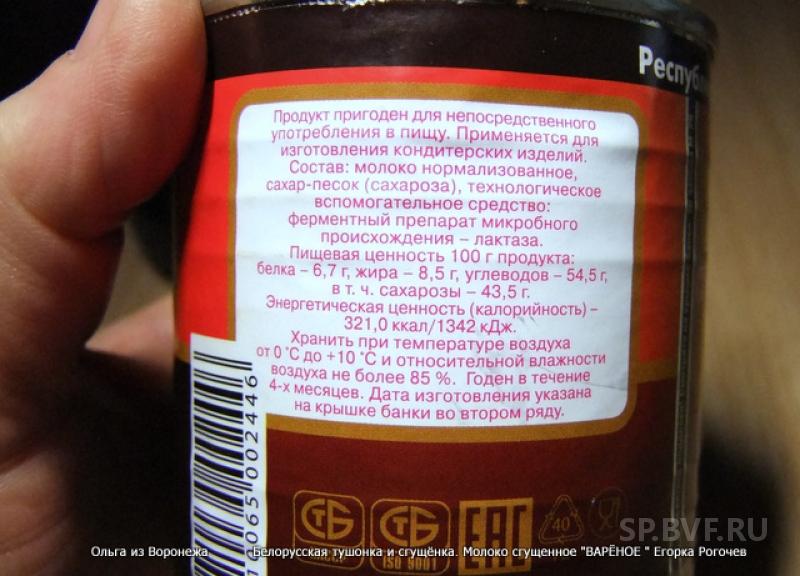 Респуб
Продукт пригоден для непосредственного
употребления в пищу. Применяется для
изготовления кондитерских изделий.
Состав: молоко нормализованное,
сахар-песок (сахароза), технологическое
вспомогательное средство:
ферментный препарат микробного
происхождения – лактаза.
Пищевая ценность 100 г продукта:
белка – 6,7 г, жира – 8,5 г, углеводов – 54,5 г,
в т. ч. сахарозы – 43,5 г.
Энергетическая ценность (калорийность) –
321,0 ккал/1342 кДж.
Хранить при температуре воздуха
от 0 °С до +10 °С и относительной влажности
воздуха не более 85 %. Годен в течение
4-х месяцев. Дата изготовления указана
на крышке банки во втором ряду.
0065002446
СТБ
СТБ
ISO 9001
ЕАС
40
SP.BVF.RU
Ольга из Воронежа
Белорусская тушонка и сгущёнка. Молоко сгущенное "ВАРЁНОЕ " Егорка Рогочев